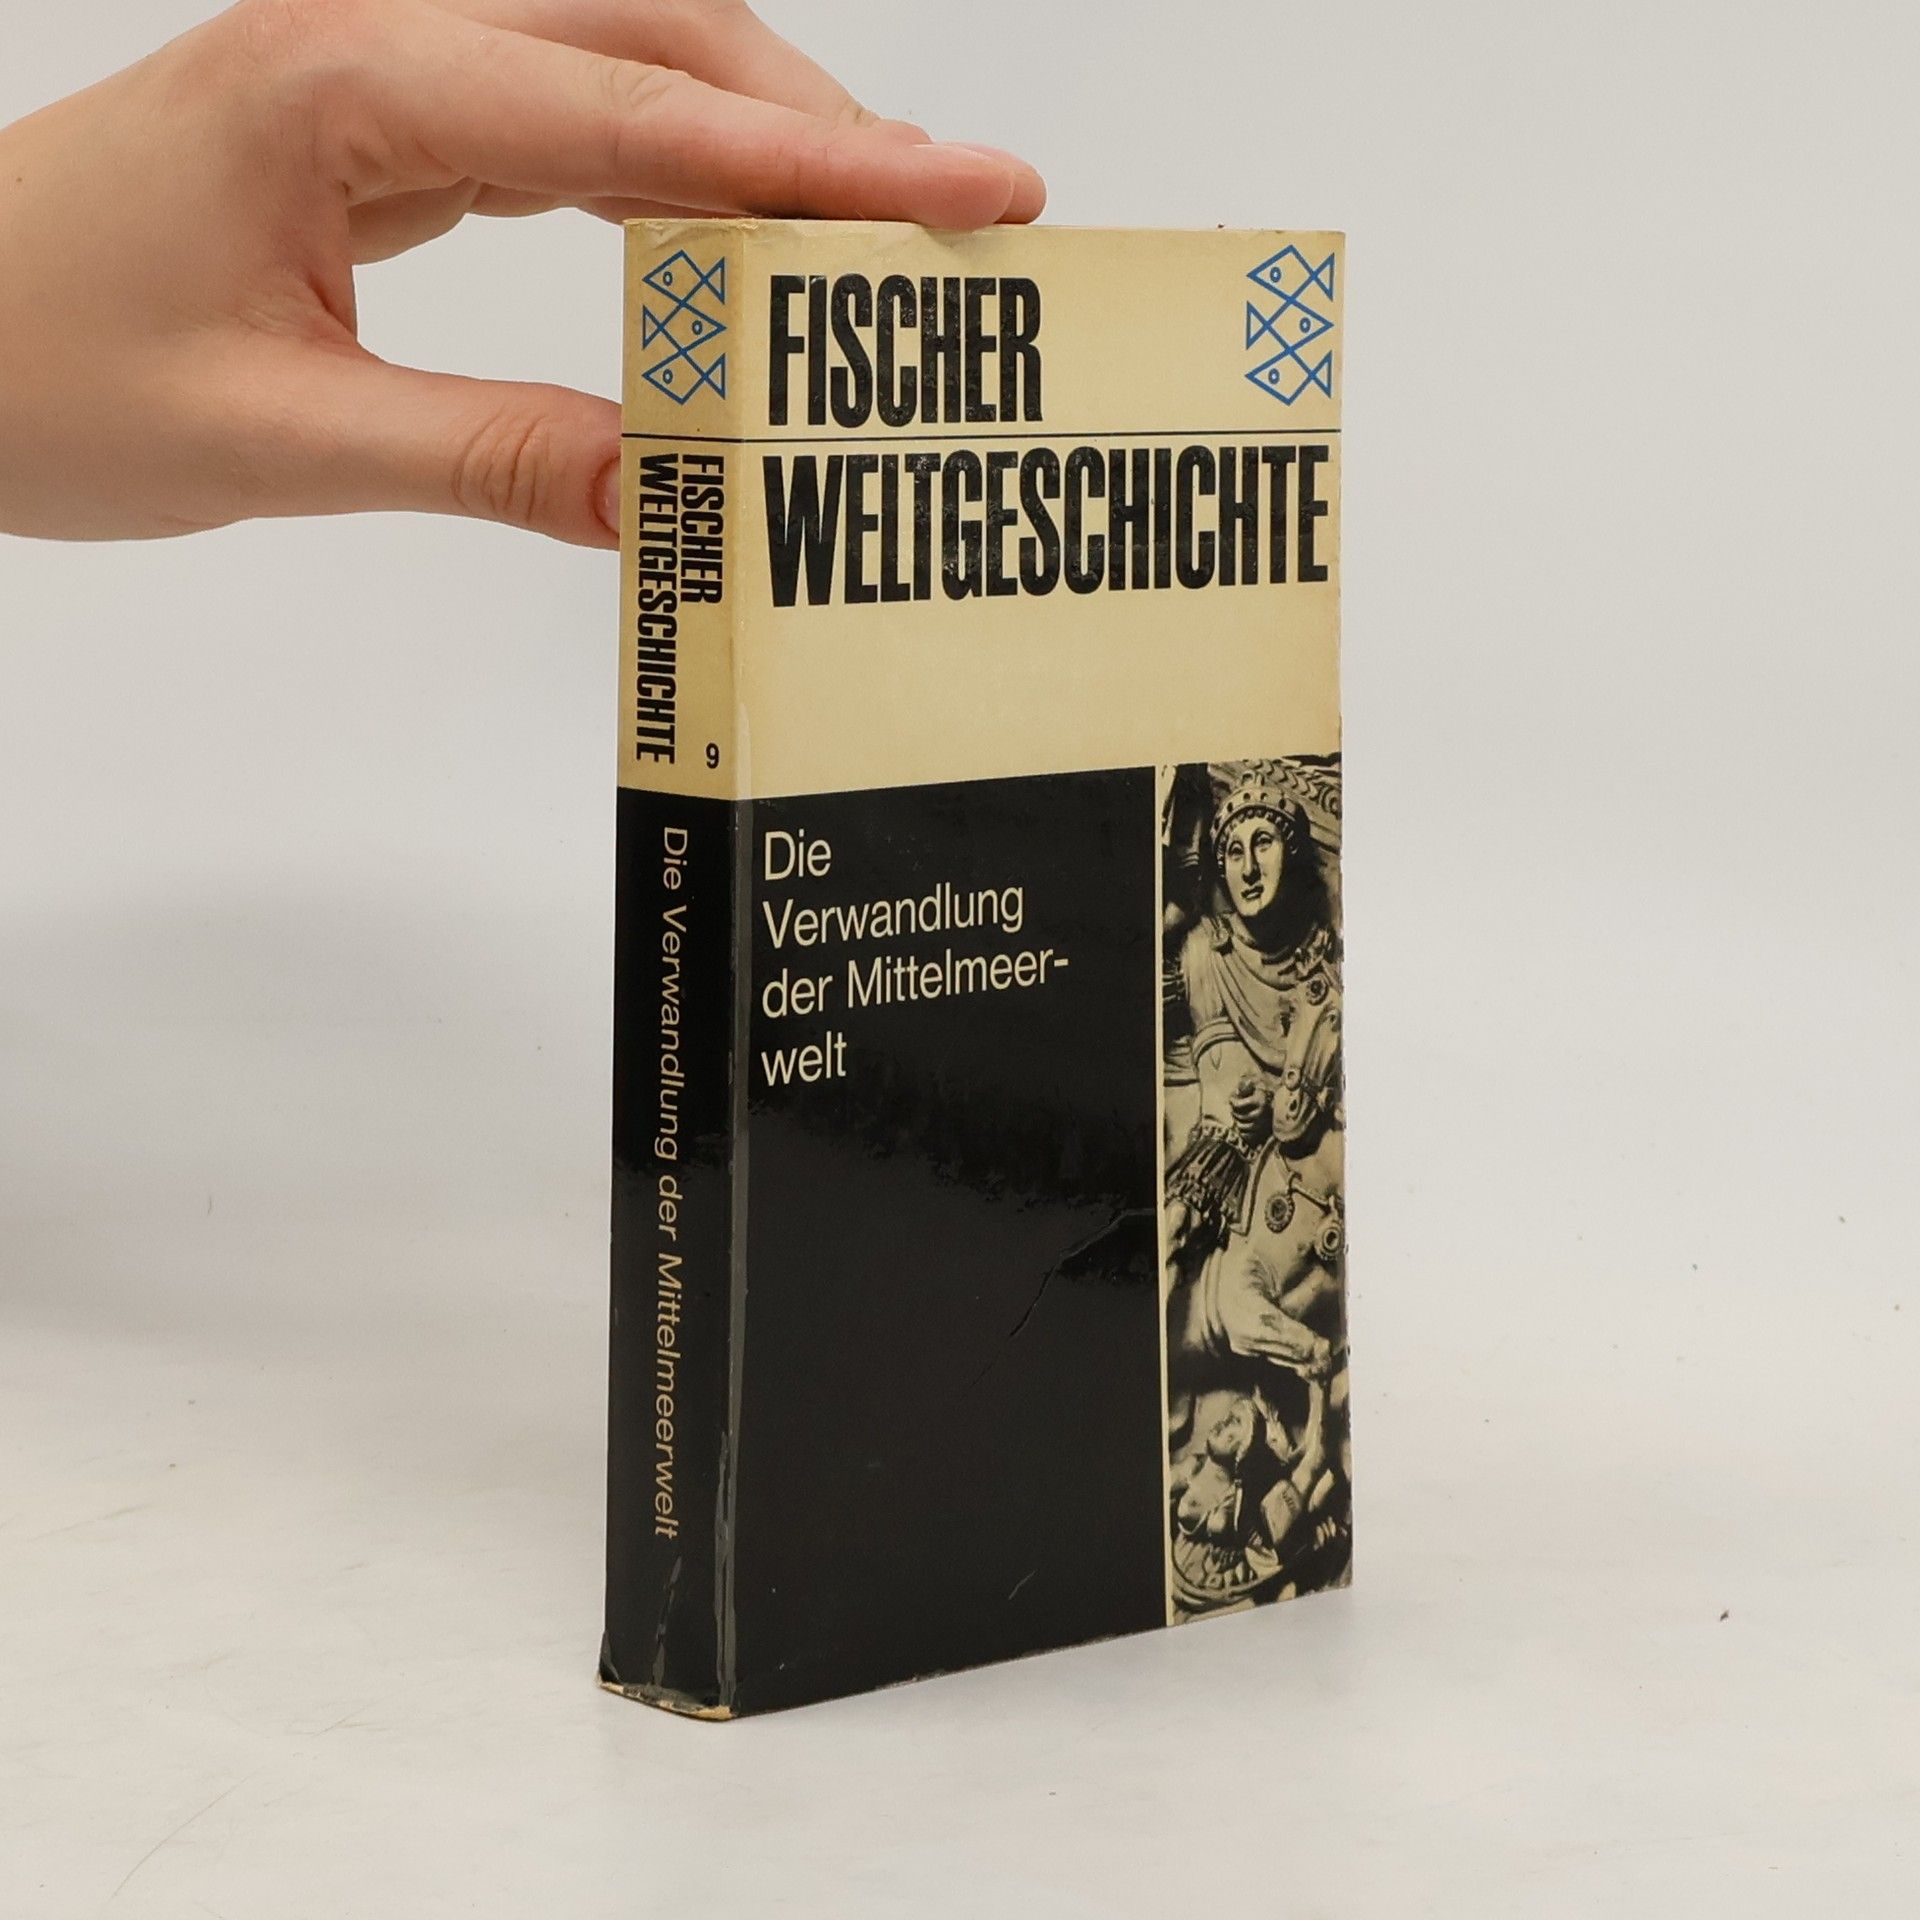 FISCHER
WELTGESCHICHTE
9
Die Verwandlung der Mittelmeerwelt
FISCHER
WELTGESCHICHTE
Die
Verwandlung
der Mittelmeer-
welt